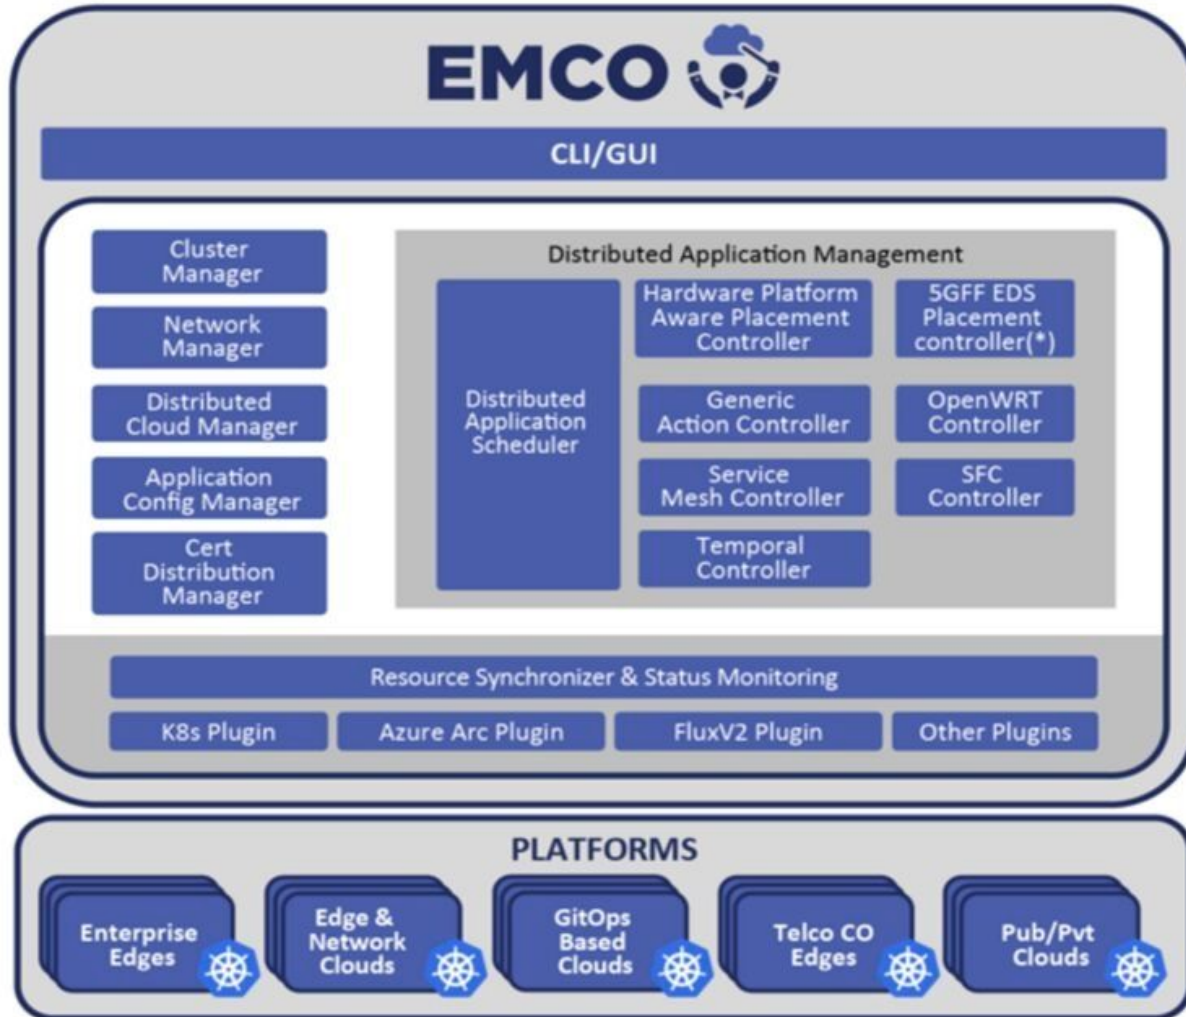 EMCO
CLI/GUI
Cluster
Manager
Network
Manager
Distributed
Cloud Manager
Application
Config Manager
Cert
Distribution
Manager
Distributed Application Management
Distributed
Application
Scheduler
Hardware Platform
Aware Placement
Controller
5GFF EDS
Placement
controller(*)
Generic
Action Controller
OpenWRT
Controller
Service
Mesh Controller
SFC
Controller
Temporal
Controller
Resource Synchronizer & Status Monitoring
K8s Plugin
Azure Arc Plugin
FluxV2 Plugin
Other Plugins
PLATFORMS
Enterprise
Edges
Edge &
Network
Clouds
GitOps
Based
Clouds
Telco CO
Edges
Pub/Pvt
Clouds